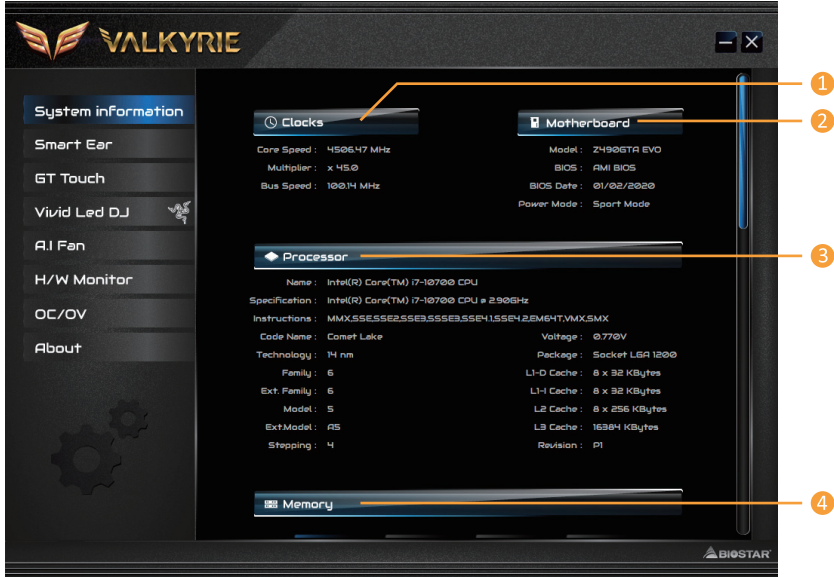 VALKYRIE
System information
Smart Ear
GT Touch
Vivid Led DJ
A.I Fan
H/W Monitor
OC/OV
About
Clocks
Core Speed : 4506.47 MHz
Multiplier : x 45.0
Bus Speed : 100.14 MHz
1
Motherboard
Model : Z490GTA EVO
BIOS : AMI BIOS
BIOS Date : 01/02/2020
Power Mode : Sport Mode
2
Processor
3
Name : Intel(R) Core(TM) i7-10700 CPU
Specification : Intel(R) Core(TM) i7-10700 CPU @ 2.90GHz
Instructions : MMX,SSE,SSE2,SSE3,SSSE3,SSE4.1,SSE4.2,EM64T,VMX,SMX
Code Name : Comet Lake
Technology : 14 nm
Family : 6
Ext. Family : 6
Model : 5
Ext.Model : A5
Stepping : 4
Voltage : 0.770V
Package : Socket LGA 1200
L1-D Cache : 8 x 32 KBytes
L1-I Cache : 8 x 32 KBytes
L2 Cache : 8 x 256 KBytes
L3 Cache : 16384 KBytes
Revision : P1
Memory
4
BIOSTAR